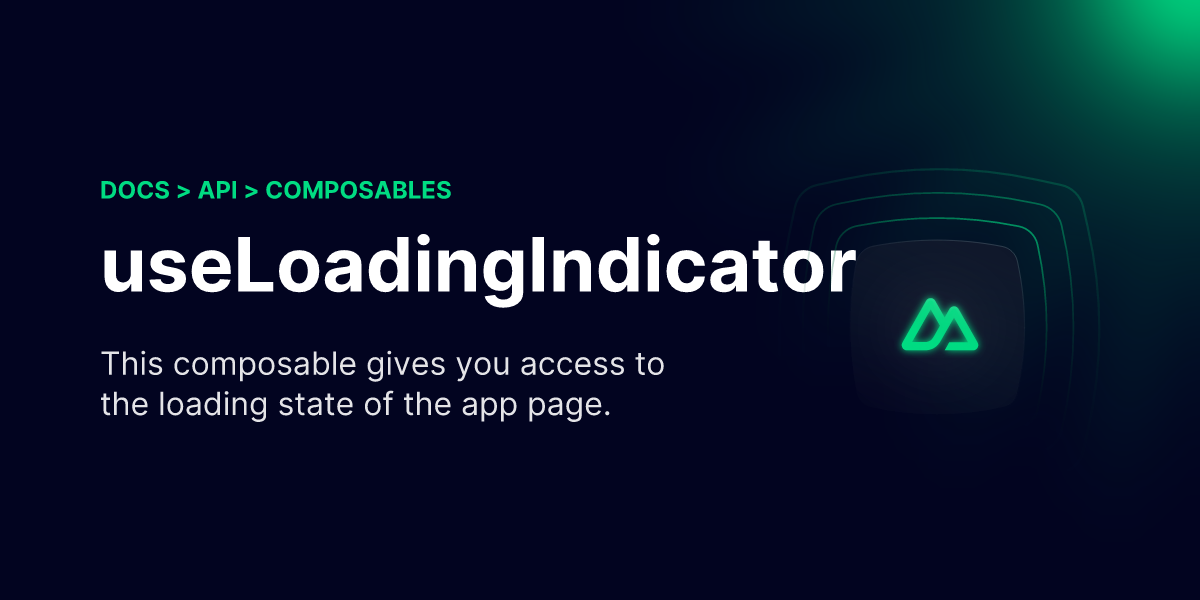 DOCS > API > COMPOSABLES
useLoadingIndicator
This composable gives you access to
the loading state of the app page.